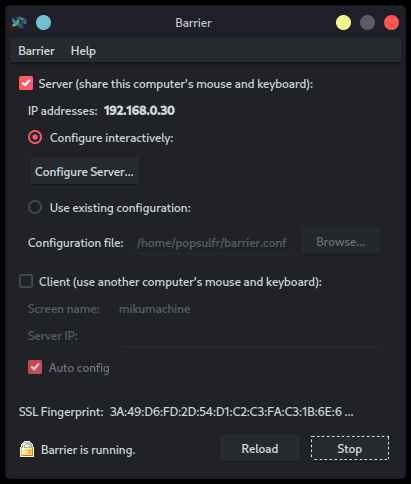 Barrier
Barrier Help
Server (share this computer's mouse and keyboard):
IP addresses: 192.168.0.30
Configure interactively:
Configure Server...
Use existing configuration:
Configuration file: /home/popsulfr/barrier.conf Browse...
Client (use another computer's mouse and keyboard):
Screen name: mikumachine
Server IP:
Auto config
SSL Fingerprint: 3A:49:D6:FD:2D:54:D1:C2:C3:FA:C3:1B:6E:6 ...
Barrier is running. Reload Stop